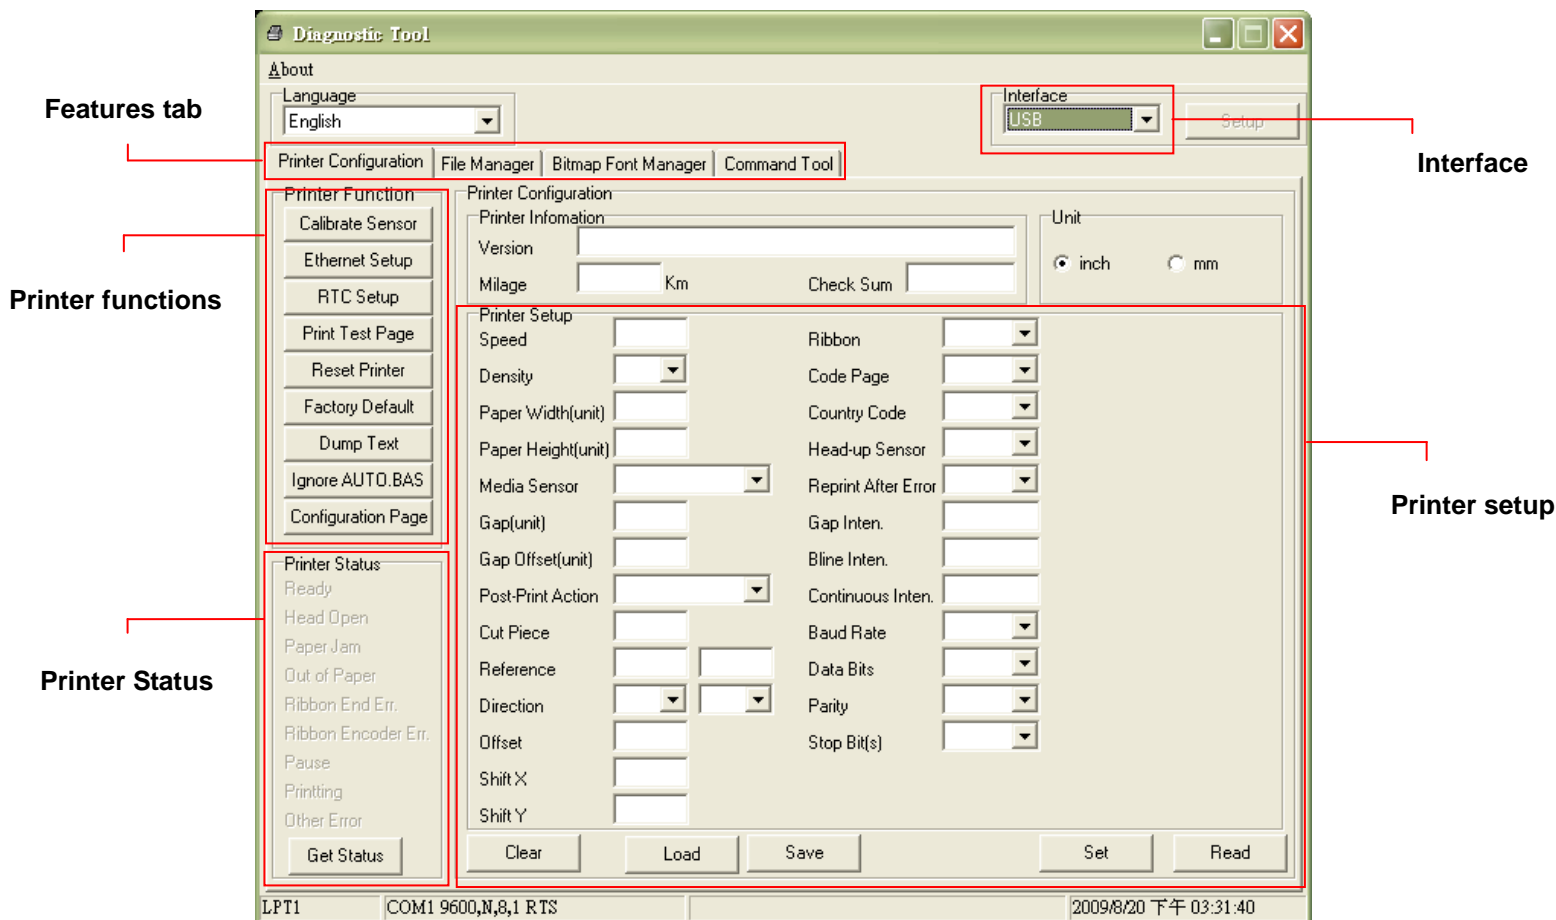 Diagnostic Tool
About
Features tab
Language
English
Interface
USB
Setup
Interface
Printer Configuration
File Manager
Bitmap Font Manager
Command Tool
Printer functions
Printer Function
Calibrate Sensor
Ethernet Setup
RTC Setup
Print Test Page
Reset Printer
Factory Default
Dump Text
Ignore AUTO.BAS
Configuration Page
Printer Configuration
Printer Infomation
Version
Milage
Km
Check Sum
Unit
inch
mm
Printer Setup
Speed
Density
Paper Width(unit)
Paper Height(unit)
Media Sensor
Gap(unit)
Gap Offset(unit)
Post-Print Action
Cut Piece
Reference
Direction
Offset
Shift X
Shift Y
Ribbon
Code Page
Country Code
Head-up Sensor
Reprint After Error
Gap Inten.
Bline Inten.
Continuous Inten.
Baud Rate
Data Bits
Parity
Stop Bit(s)
Printer setup
Printer Status
Printer Status
Ready
Head Open
Paper Jam
Out of Paper
Ribbon End Err.
Ribbon Encoder Err.
Pause
Printting
Other Error
Get Status
Clear
Load
Save
Set
Read
LPT1
COM1 9600,N,8,1 RTS
2009/8/20 下午 03:31:40